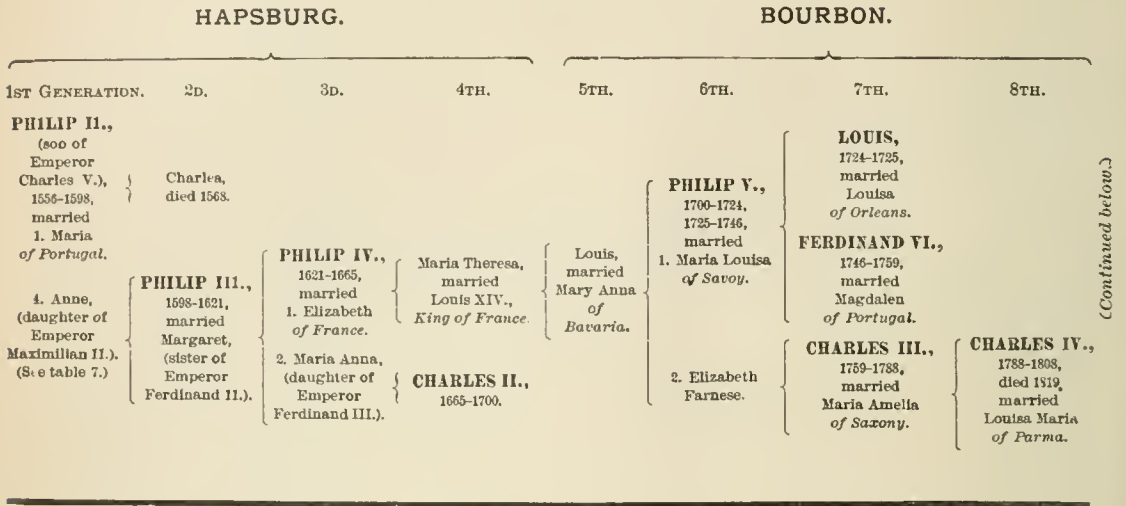 HAPSBURG.
BOURBON.
1ST GENERATION. 2D. 3D. 4TH. 5TH. 6TH. 7TH. 8TH.
PHILIP II.,
(soo of
Emperor
Charles V.),
1556-1598,
married
1. Maria
of Portugal.
4. Anne,
(daughter of
Emperor
Maximilian II.).
(See table 7.)
Charlea,
died 1568.
PHILIP III.,
1598-1621,
married
Margaret,
(sister of
Emperor
Ferdinand II.).
PHILIP IV.,
1621-1665,
married
1. Elizabeth
of France.
2. Maria Anna,
(daughter of
Emperor
Ferdinand III.).
Maria Theresa,
married
Louis XIV.,
King of France.
CHARLES II.,
1665-1700.
Louis,
married
Mary Anna
of
Bavaria.
PHILIP V.,
1700-1724,
1725-1746,
married
1. Maria Louisa
of Savoy.
2. Elizabeth
Farnese.
LOUIS,
1724-1725,
married
Louisa
of Orleans.
FERDINAND VI.,
1746-1759,
married
Magdalen
of Portugal.
CHARLES III.,
1759-1788,
married
Maria Amelia
of Saxony.
CHARLES IV.,
1788-1808,
died 1819,
married
Louisa Maria
of Parma.
(Continued below.)